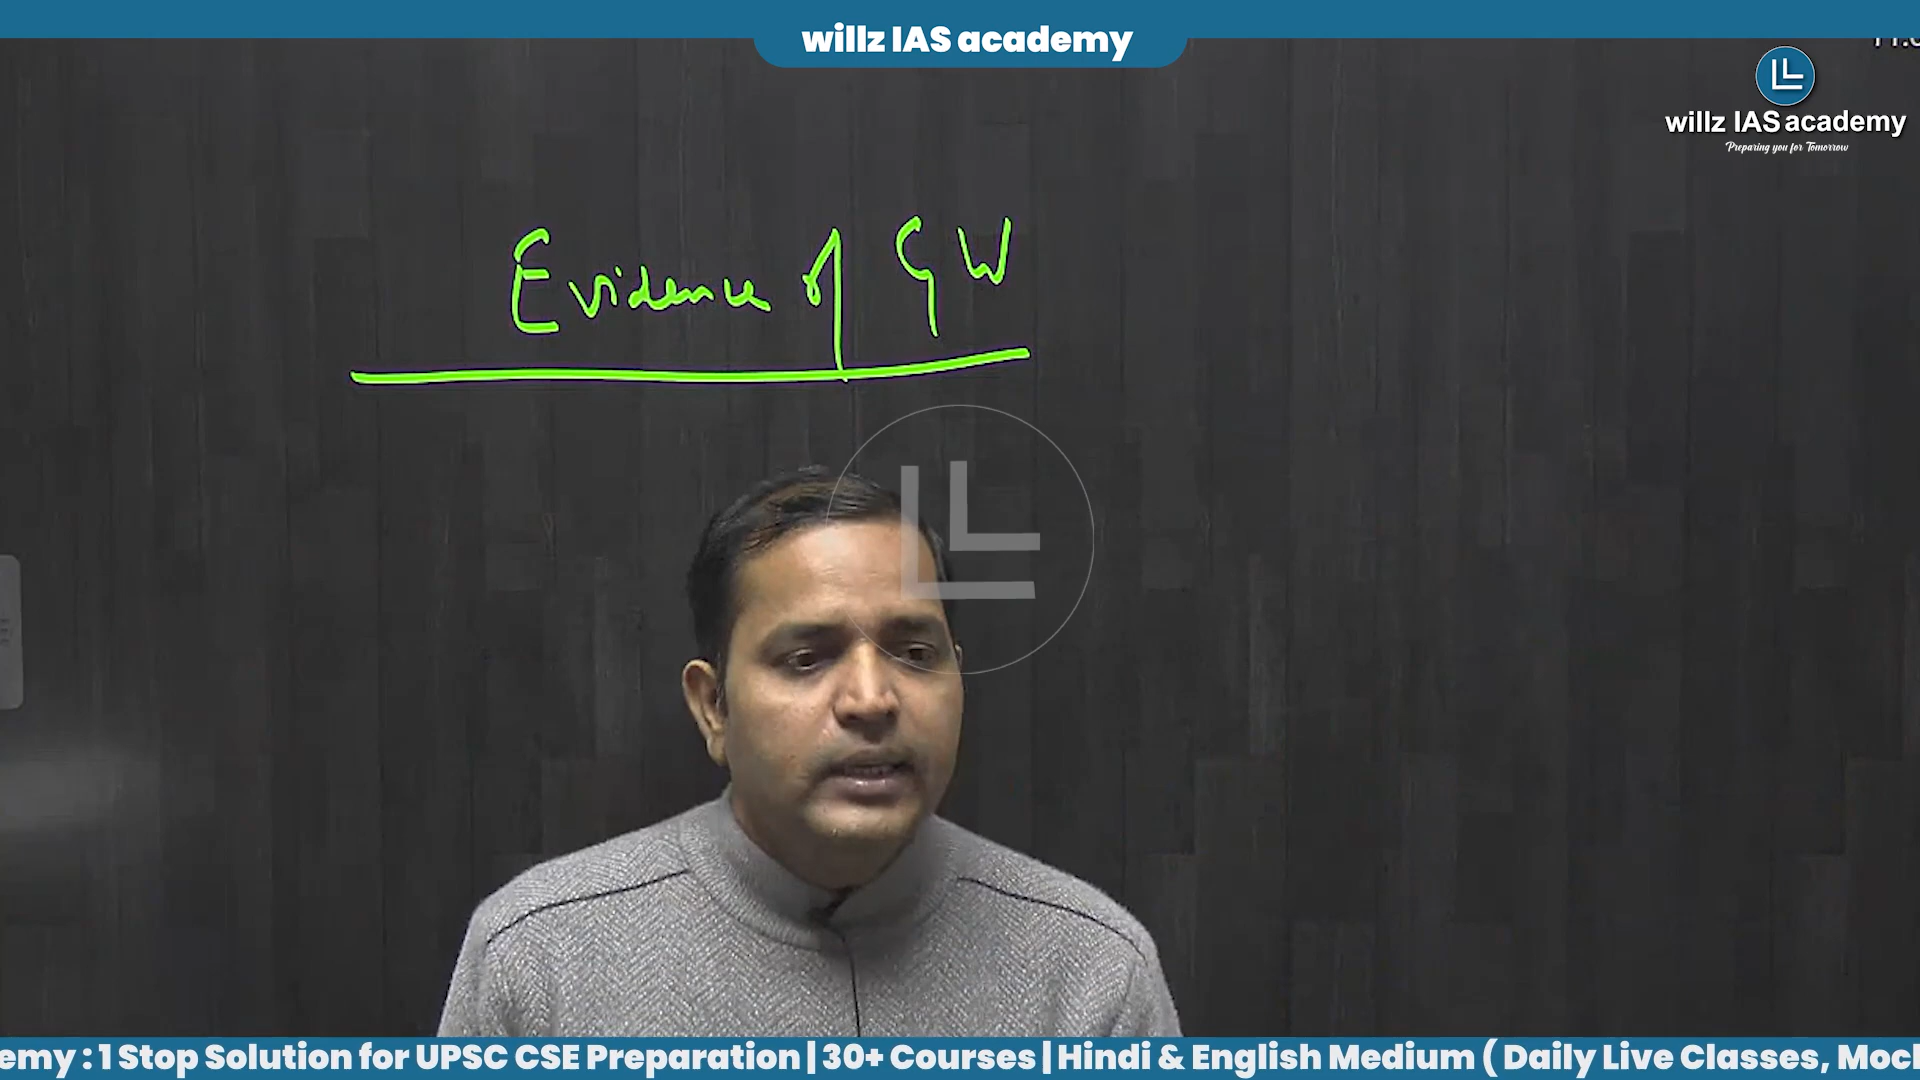 willz IAS academy
willz IAS academy
Preparing you for Tomorrow
Evidence of GW
emy : 1 Stop Solution for UPSC CSE Preparation | 30+ Courses | Hindi & English Medium ( Daily Live Classes, Moc